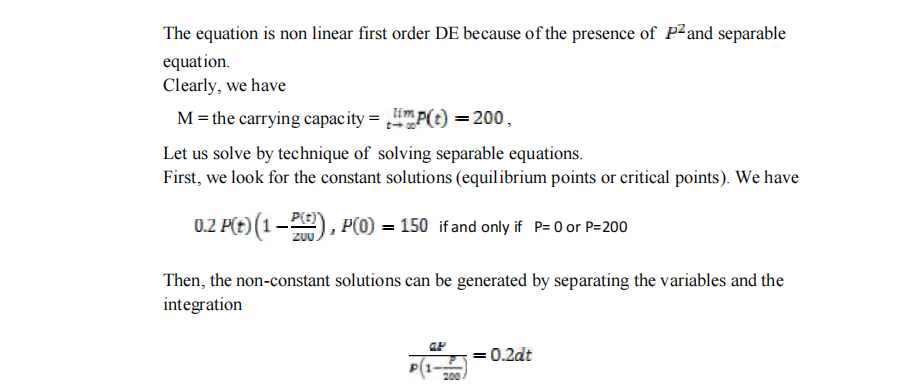 The equation is non linear first order DE because of the presence of P² and separable
equation.
Clearly, we have
M = the carrying capacity = lim t→∞ P(t) = 200 ,
Let us solve by technique of solving separable equations.
First, we look for the constant solutions (equilibrium points or critical points). We have
0.2 P(t)(1 − P(t)/200) , P(0) = 150 if and only if P= 0 or P=200
Then, the non-constant solutions can be generated by separating the variables and the
integration
dP/P(1−P/200) = 0.2dt